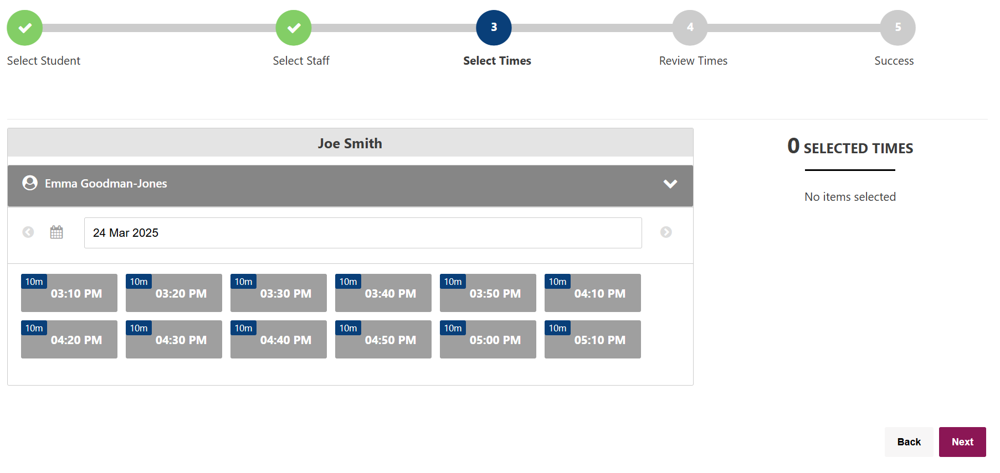 3
4
5
Select Student
Select Staff
Select Times
Review Times
Success
Joe Smith
0 SELECTED TIMES
Emma Goodman-Jones
No items selected
24 Mar 2025
10m 03:10 PM
10m 03:20 PM
10m 03:30 PM
10m 03:40 PM
10m 03:50 PM
10m 04:10 PM
10m 04:20 PM
10m 04:30 PM
10m 04:40 PM
10m 04:50 PM
10m 05:00 PM
10m 05:10 PM
Back
Next